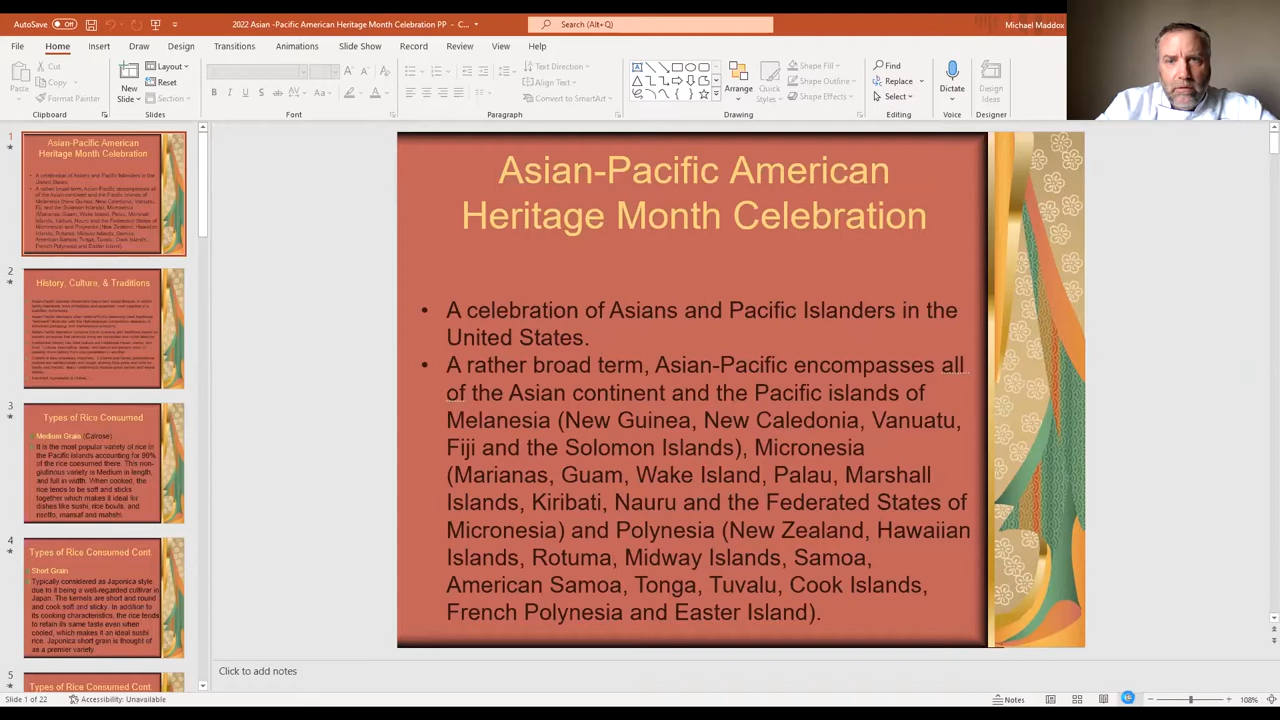 AutoSave Off 2022 Asian -Pacific American Heritage Month Celebration PP - C... Search (Alt+Q) Michael Maddox
File Home Insert Draw Design Transitions Animations Slide Show Record Review View Help
Paste Cut Copy Format Painter
Clipboard
New Slide Layout Reset Section
Slides
B I U S AV Aa A
Font
Text Direction Align Text Convert to SmartArt
Paragraph
Arrange Quick Styles Shape Fill Shape Outline Shape Effects
Drawing
Find Replace Select
Editing
Dictate
Voice
Design Ideas
Designer
1
Asian-Pacific American
Heritage Month Celebration
2
History, Culture, & Traditions
3
Types of Rice Consumed
Medium Grain (Calrose)
It is the most popular variety of rice in
the Pacific islands accounting for 90%
of the rice consumed there. This non-
glutinous variety is Medium in length,
and full in width. When cooked, the
rice tends to be soft and sticks
together which makes it ideal for
dishes like sushi, rice bowls, and
risotto, mansaf and mahshi.
4
Types of Rice Consumed Cont.
Short Grain
Typically considered as Japonica style
due to it being a well-regarded cultivar in
Japan. The kernels are short and round
and cook soft and sticky. In addition to
its cooking characteristics, the rice tends
to retain its same taste even when
cooled, which makes it an ideal sushi
rice. Japonica short grain is thought of
as a premier variety.
5
Types of Rice Consumed Cont.
Asian-Pacific American
Heritage Month Celebration
• A celebration of Asians and Pacific islanders in the
United States.
• A rather broad term, Asian-Pacific encompasses all
of the Asian continent and the Pacific islands of
Melanesia (New Guinea, New Caledonia, Vanuatu,
Fiji and the Solomon Islands), Micronesia
(Marianas, Guam, Wake Island, Palau, Marshall
Islands, Kiribati, Nauru and the Federated States of
Micronesia) and Polynesia (New Zealand, Hawaiian
Islands, Rotuma, Midway Islands, Samoa,
American Samoa, Tonga, Tuvalu, Cook Islands,
French Polynesia and Easter Island).
Click to add notes
Slide 1 of 22 Accessibility: Unavailable Notes 108%